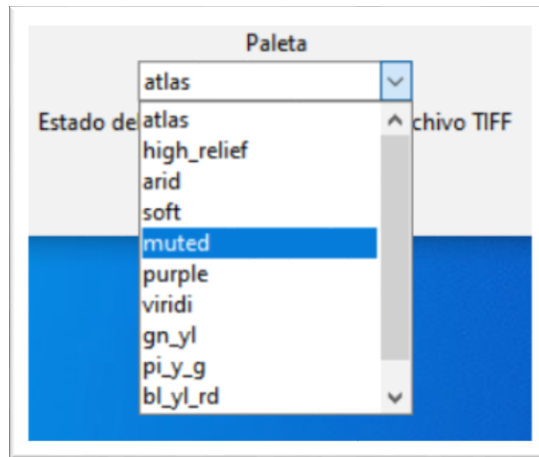 Paleta
atlas
Estado de
chivo TIFF
atlas
high_relief
arid
soft
muted
purple
viridi
gn_yl
pi_y_g
bl_yl_rd